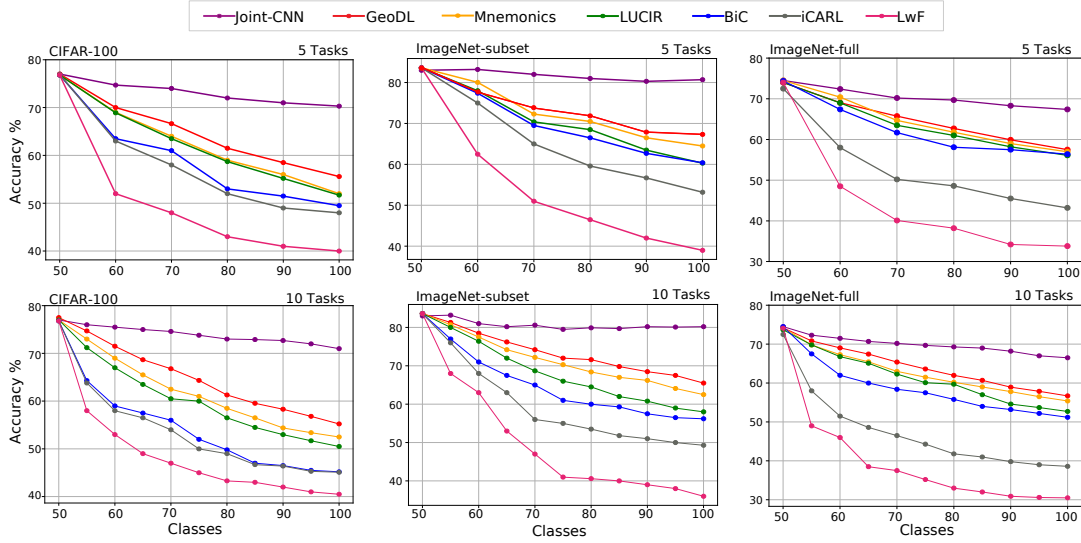 Joint-CNN GeoDL Mnemonics LUCIR BiC iCARL LwF
CIFAR-100 5 Tasks
ImageNet-subset 5 Tasks
ImageNet-full 5 Tasks
Accuracy %
80
70
60
50
40
50 60 70 80 90 100
80
70
60
50
40
50 60 70 80 90 100
80
70
60
50
40
30
50 60 70 80 90 100
CIFAR-100 10 Tasks
ImageNet-subset 10 Tasks
ImageNet-full 10 Tasks
Accuracy %
80
70
60
50
40
50 60 70 80 90 100
Classes
80
70
60
50
40
50 60 70 80 90 100
Classes
80
70
60
50
40
30
50 60 70 80 90 100
Classes